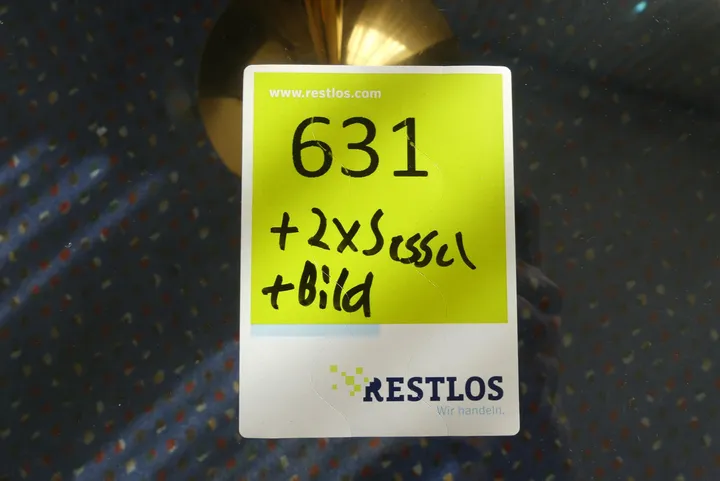 www.restlos.com
631
+2xSessel
+Bild
RESTLOS
Wir handeln.